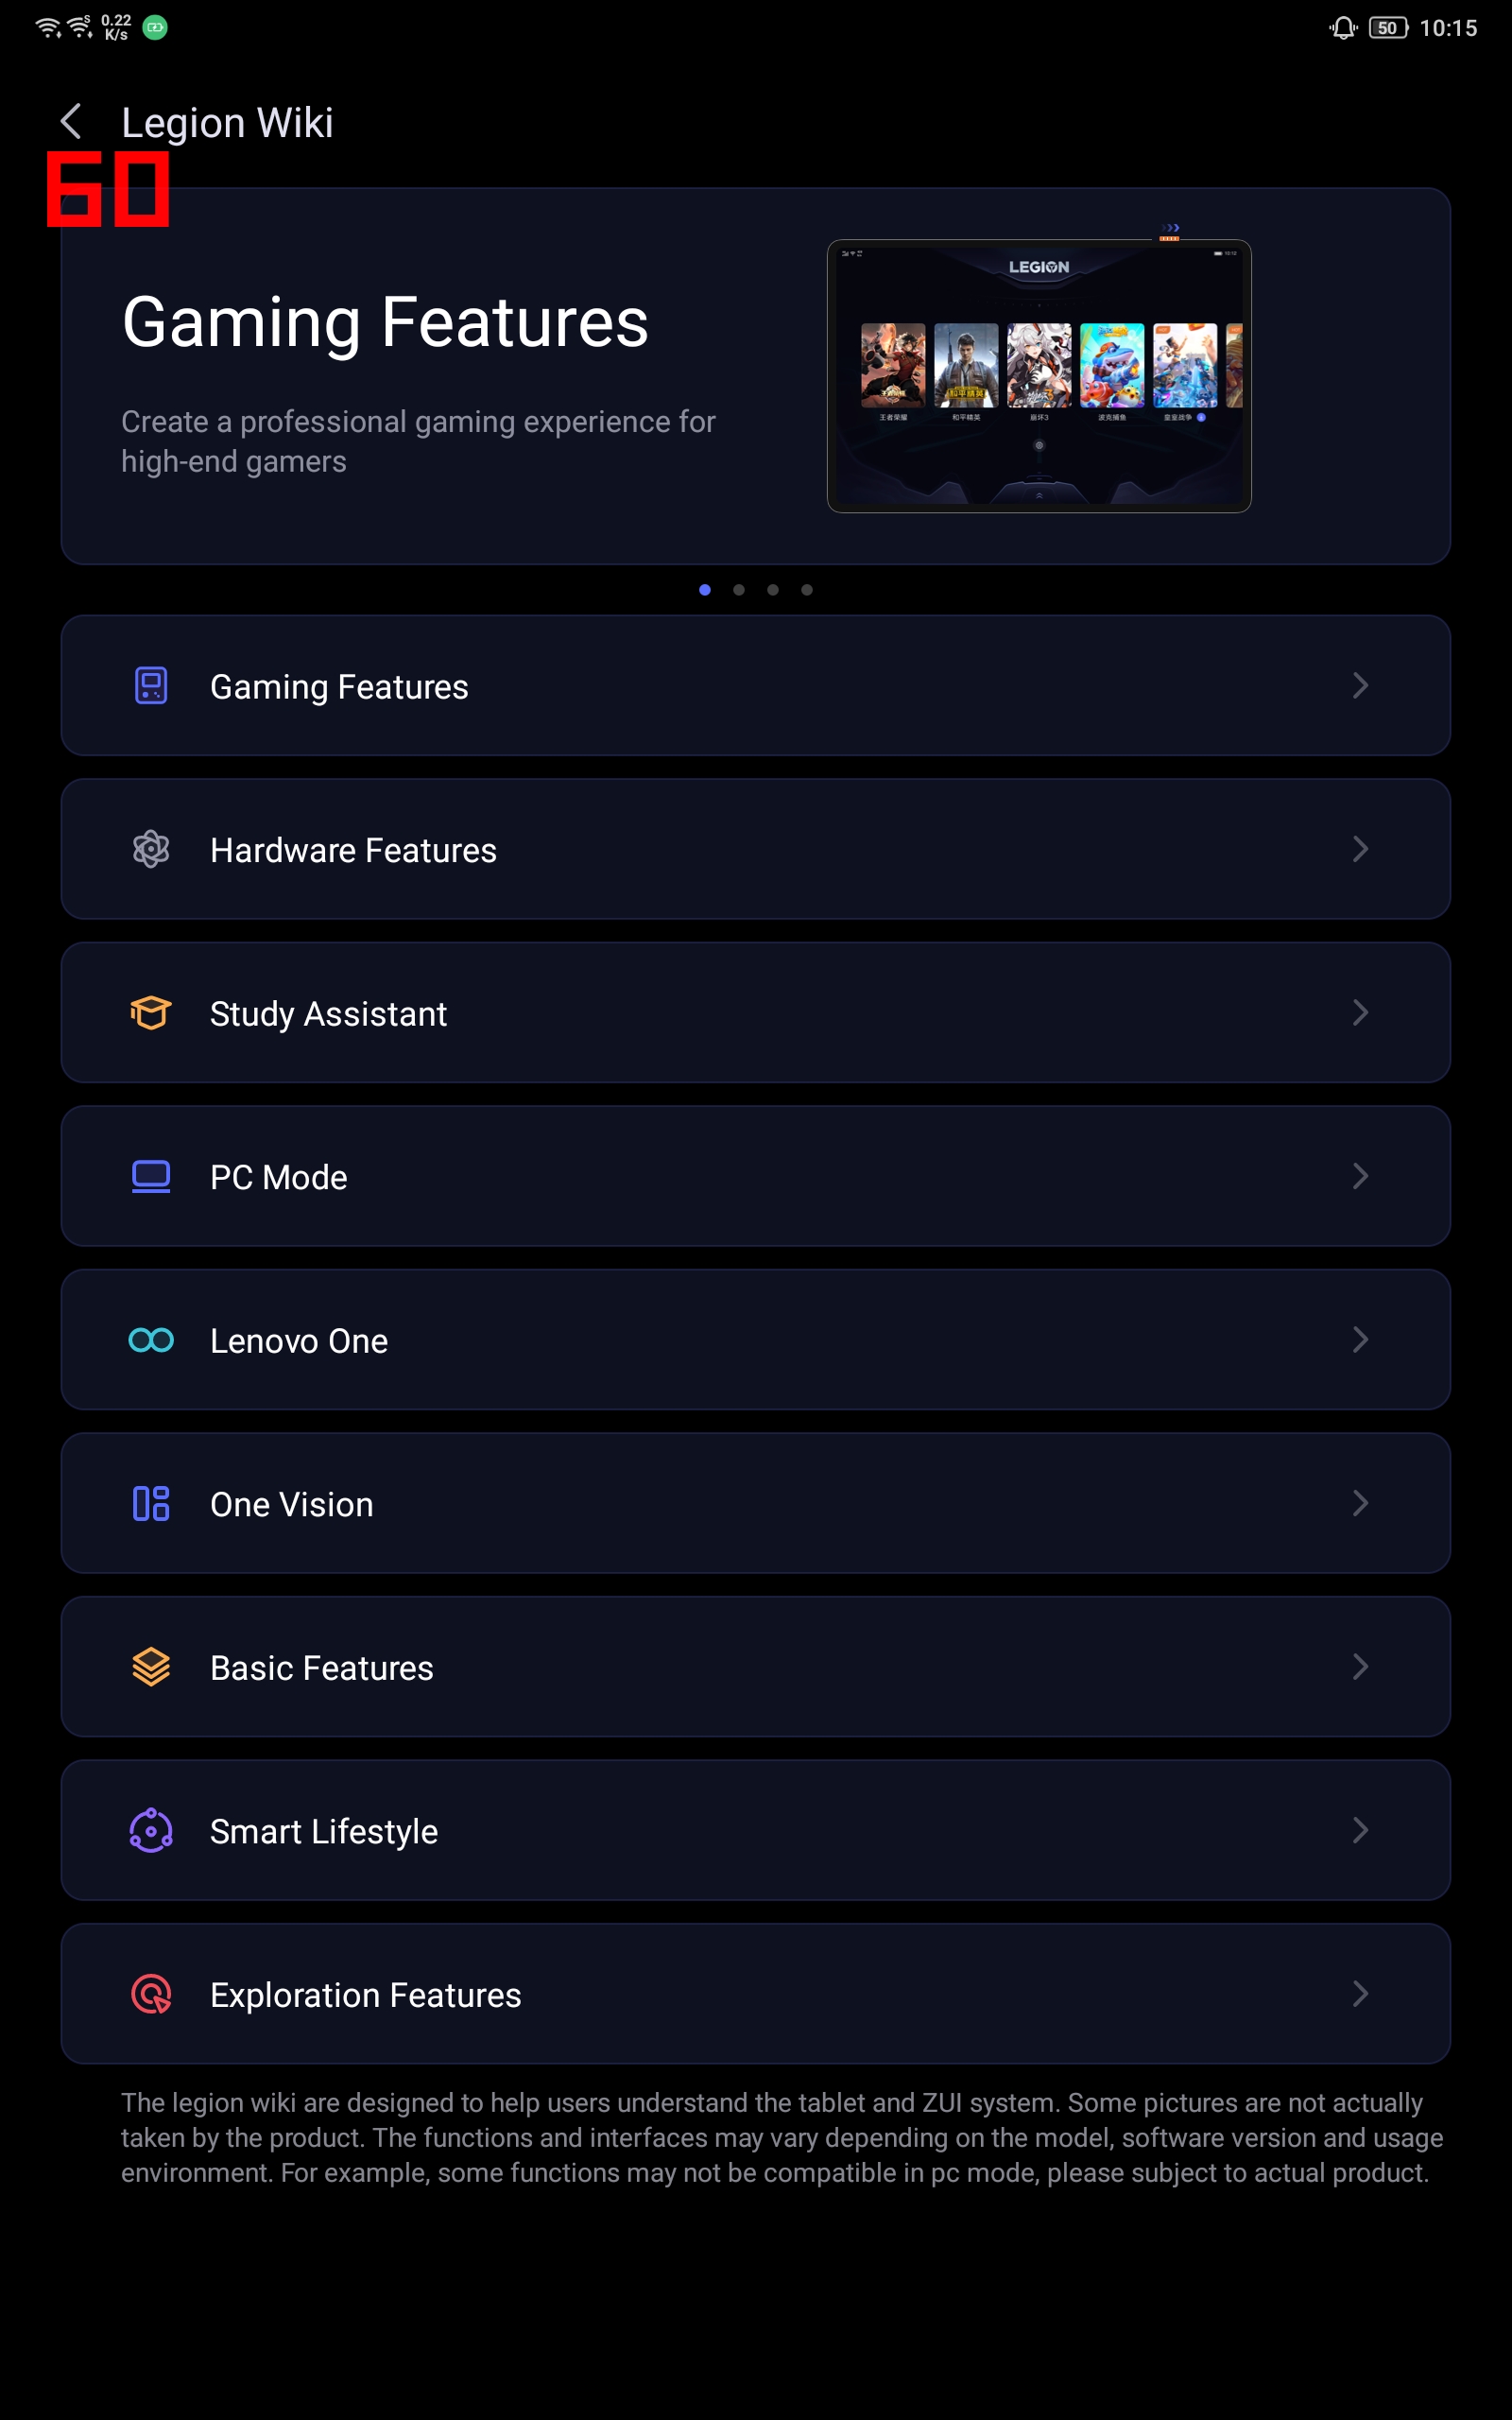 S
0.22
K/s
50
10:15
Legion Wiki
60
Gaming Features
Create a professional gaming experience for
high-end gamers
LEGION
王者荣耀
和平精英
崩坏3
波克捕鱼
皇室战争
Gaming Features
Hardware Features
Study Assistant
PC Mode
Lenovo One
One Vision
Basic Features
Smart Lifestyle
Exploration Features
The legion wiki are designed to help users understand the tablet and ZUI system. Some pictures are not actually
taken by the product. The functions and interfaces may vary depending on the model, software version and usage
environment. For example, some functions may not be compatible in pc mode, please subject to actual product.